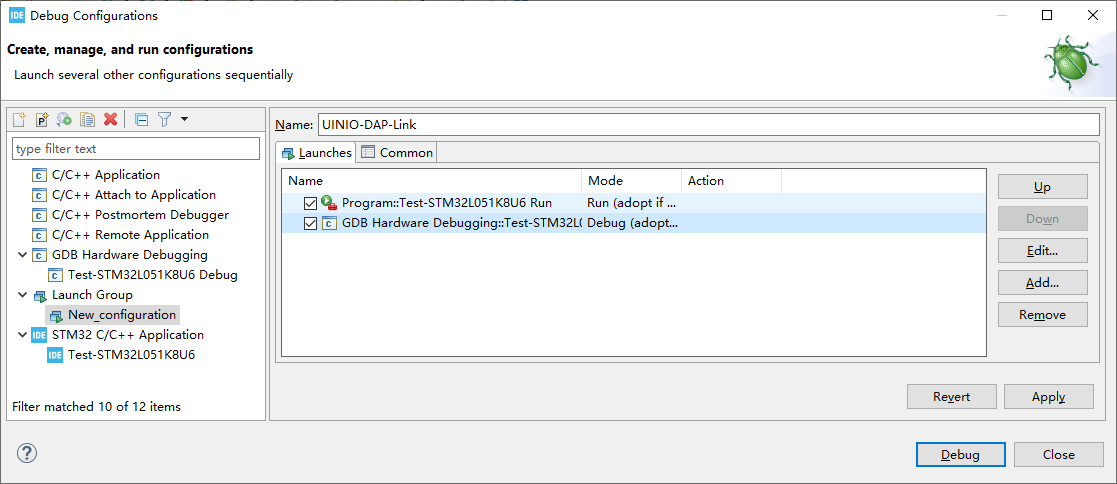 IDE Debug Configurations
Create, manage, and run configurations
Launch several other configurations sequentially
type filter text
C/C++ Application
C/C++ Attach to Application
C/C++ Postmortem Debugger
C/C++ Remote Application
GDB Hardware Debugging
Test-STM32L051K8U6 Debug
Launch Group
New_configuration
IDE STM32 C/C++ Application
IDE Test-STM32L051K8U6
Filter matched 10 of 12 items
Name: UINIO-DAP-Link
Launches Common
Name Mode Action
Program::Test-STM32L051K8U6 Run Run (adopt if ...
GDB Hardware Debugging::Test-STM32L( Debug (adopt...
Up
Down
Edit...
Add...
Remove
Revert Apply
? Debug Close